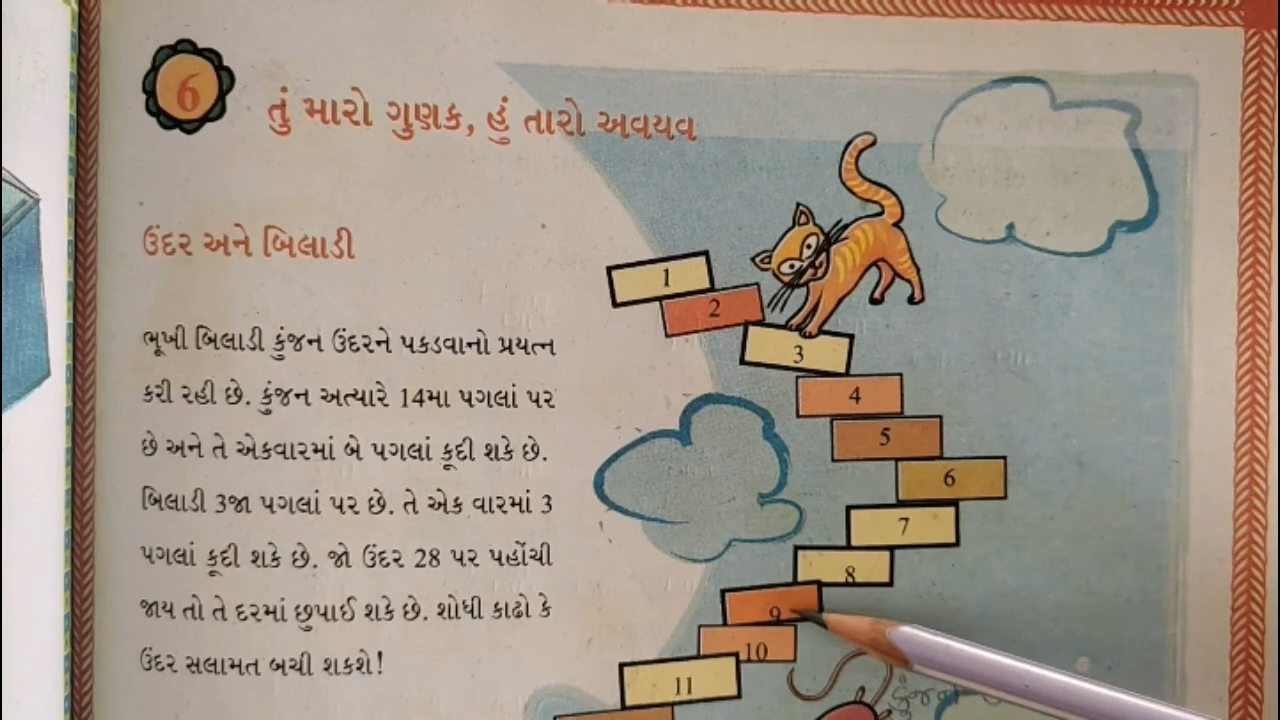 6
તું મારો ગુણક, હું તારો અવયવ
ઉંદર અને બિલાડી
ભૂખી બિલાડી કુંજન ઉંદરને પકડવાનો પ્રયત્ન
કરી રહી છે. કુંજન અત્યારે 14મા પગલાં પર
છે અને તે એકવારમાં બે પગલાં કૂદી શકે છે.
બિલાડી 3જા પગલાં પર છે. તે એક વારમાં 3
પગલાં કૂદી શકે છે. જો ઉંદર 28 પર પહોંચી
જાય તો તે દરમાં છુપાઈ શકે છે. શોધી કાઢો કે
ઉંદર સલામત બચી શકશે!
1
2
3
4
5
6
7
8
9
10
11
કુંજન